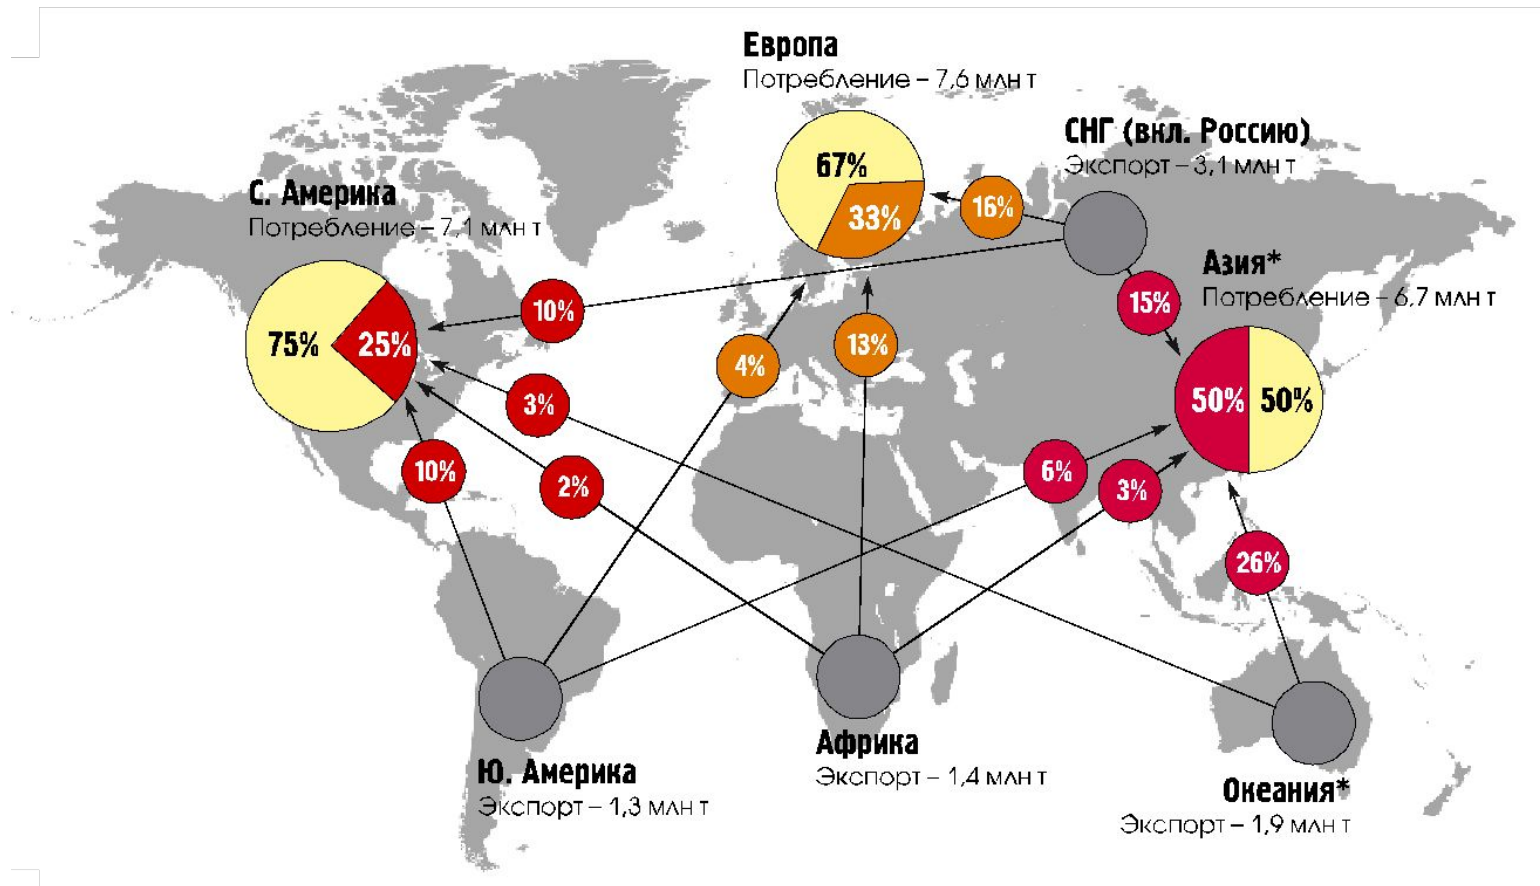 Европа
Потребление – 7,6 млн т
67%
33%
16%
СНГ (вкл. Россию)
Экспорт – 3,1 млн т
С. Америка
Потребление – 7,1 млн т
75%
25%
10%
3%
10%
2%
4%
13%
15%
Азия*
Потребление – 6,7 млн т
50%
50%
6%
3%
26%
Ю. Америка
Экспорт – 1,3 млн т
Африка
Экспорт – 1,4 млн т
Океания*
Экспорт – 1,9 млн т